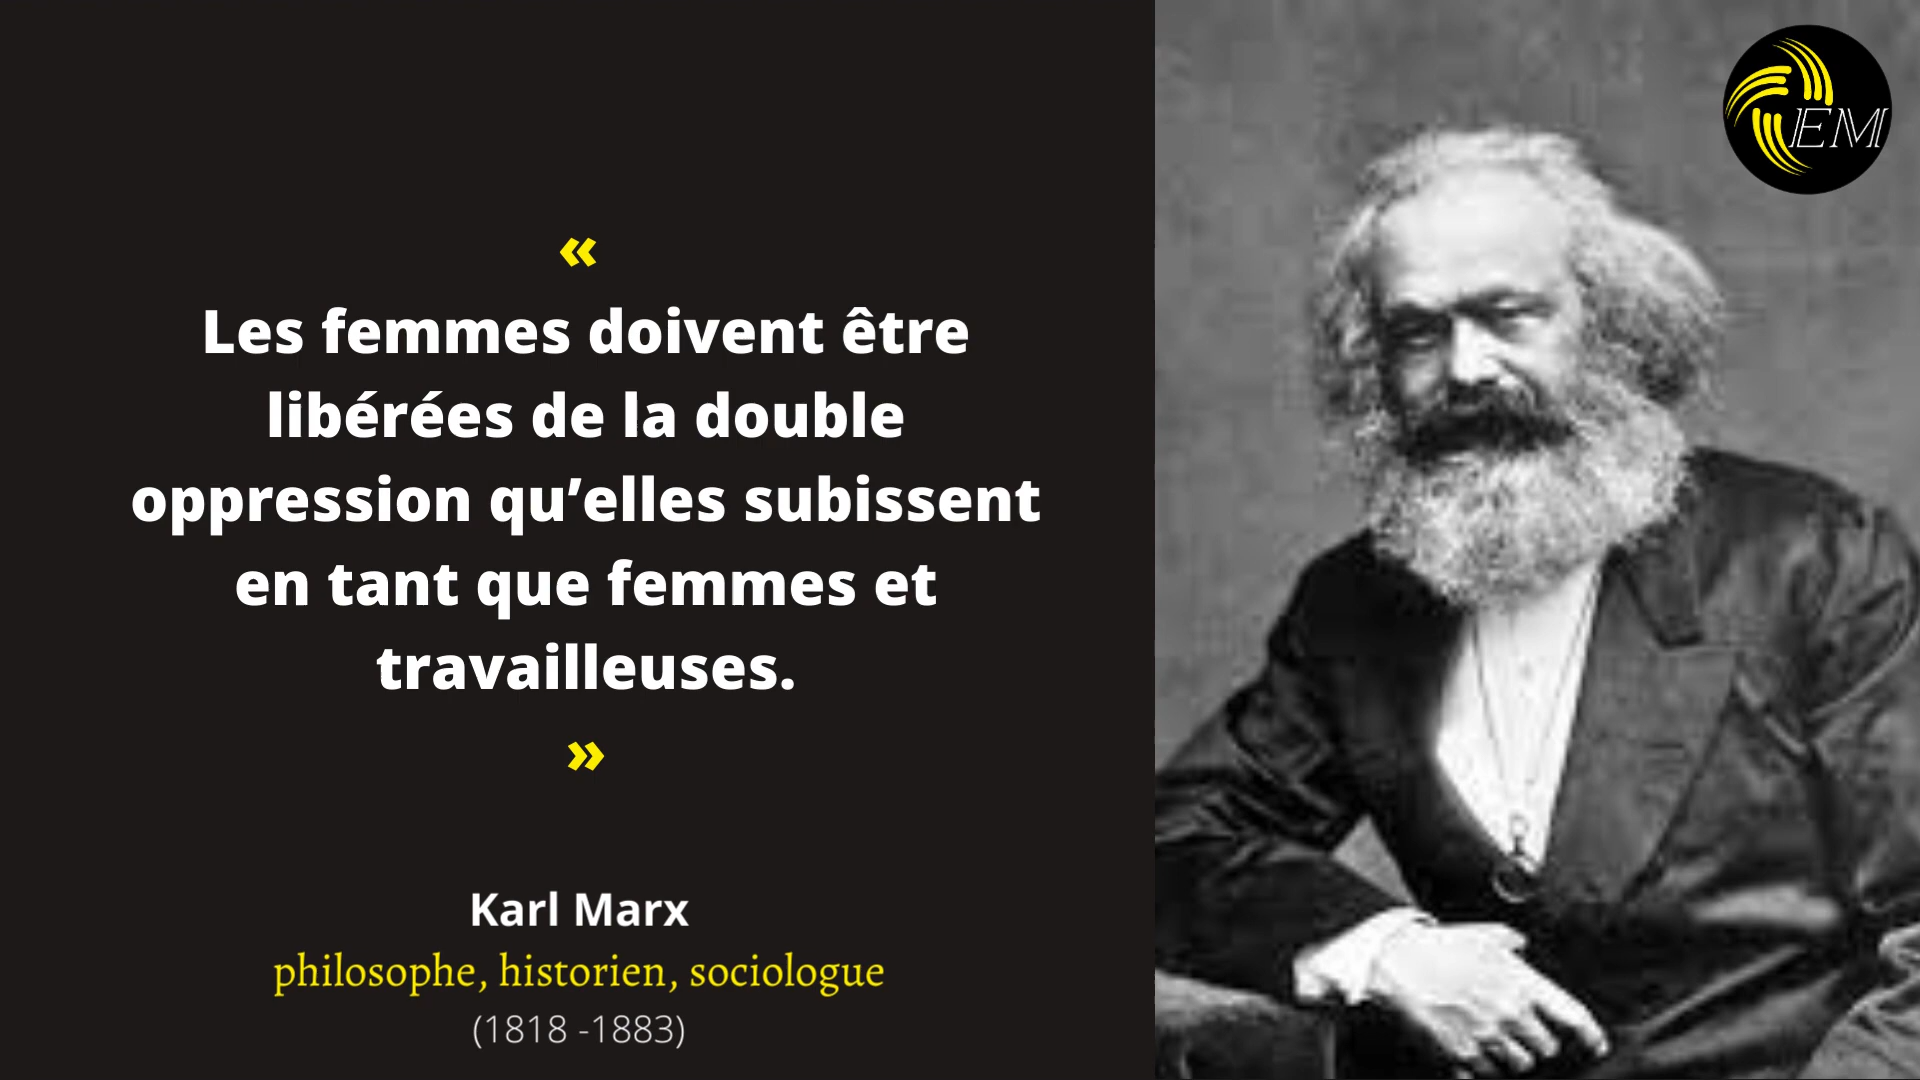 EM
«
Les femmes doivent être
libérées de la double
oppression qu’elles subissent
en tant que femmes et
travailleuses.
»
Karl Marx
philosophe, historien, sociologue
(1818 -1883)